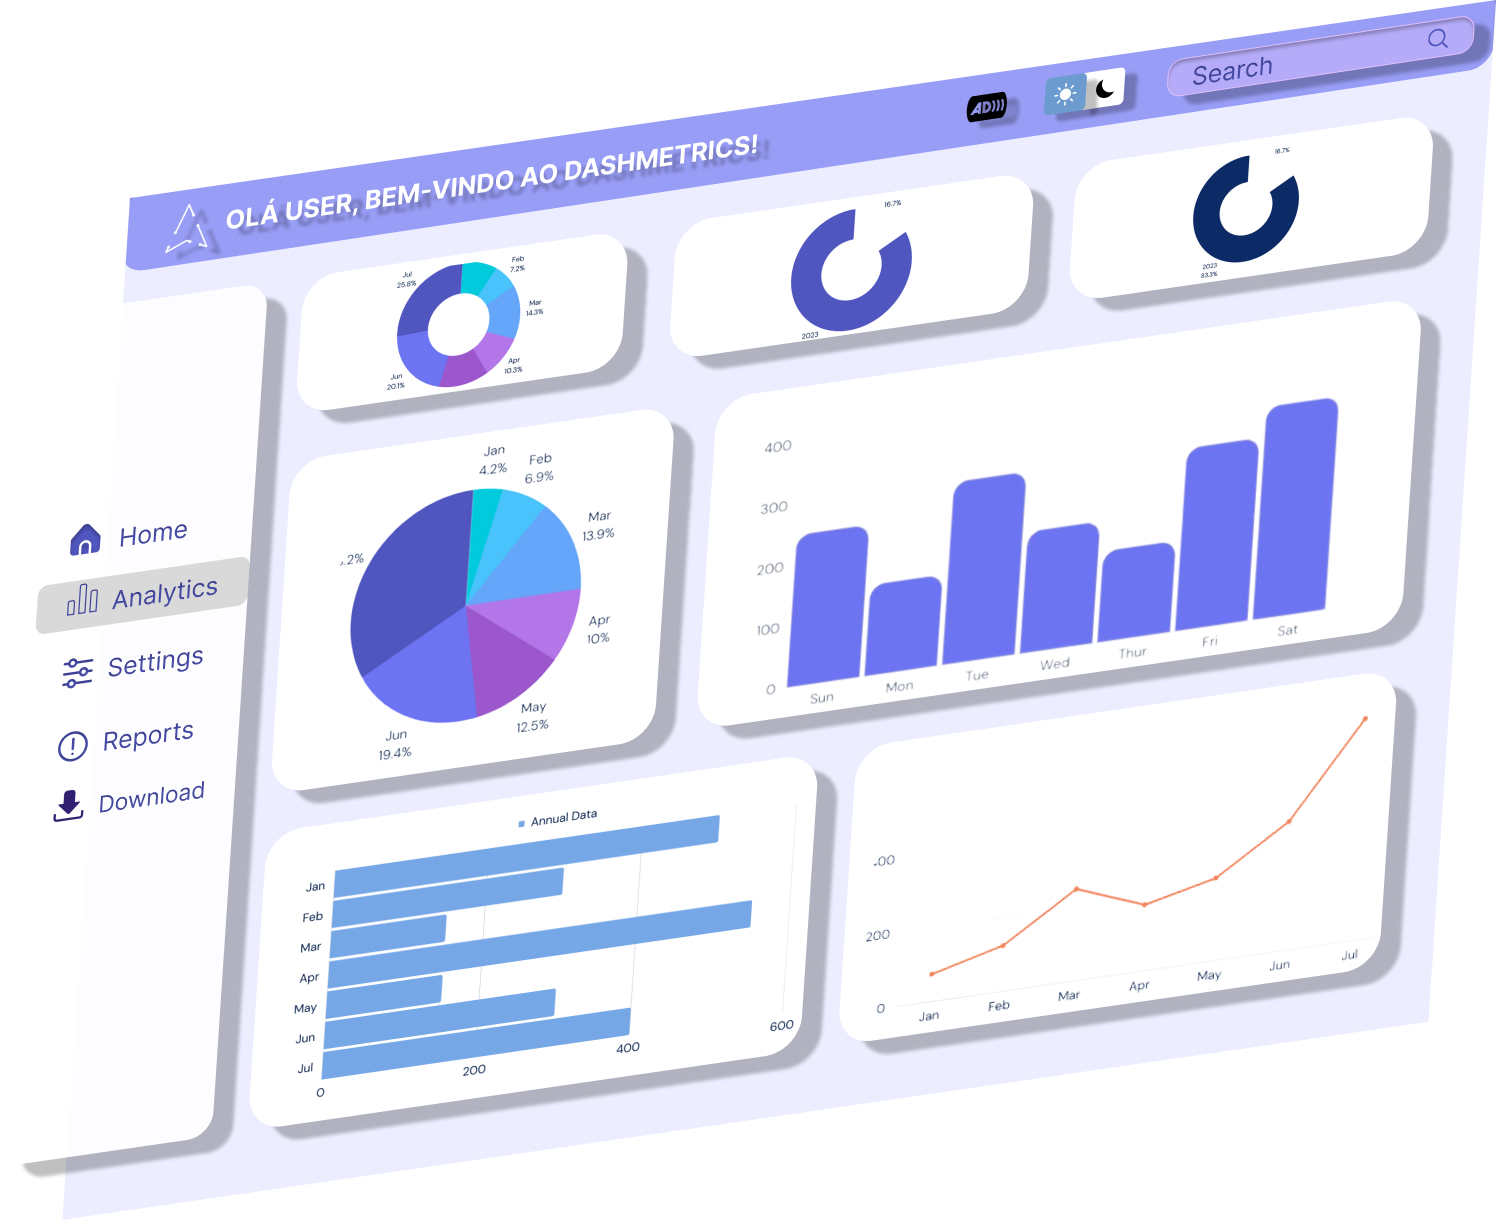 OLÁ USER, BEM-VINDO AO DASHMETRICS!
AD)))
Search
Home
Analytics
Settings
Reports
Download
Jul
25.8%
Feb
7.2%
Mar
14.3%
Apr
10.3%
Jun
20.1%
16.7%
2023
16.7%
2023
83.3%
Jan
4.2%
Feb
6.9%
Mar
13.9%
Apr
10%
May
12.5%
Jun
19.4%
.2%
400
300
200
100
0
Sun
Mon
Tue
Wed
Thur
Fri
Sat
Annual Data
Jan
Feb
Mar
Apr
May
Jun
Jul
0
200
400
600
00
200
0
Jan
Feb
Mar
Apr
May
Jun
Jul